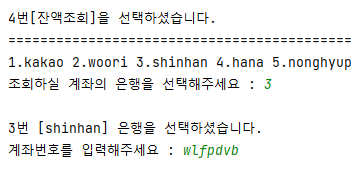 4번[잔액조회]을 선택하셨습니다.
===========================================
1.kakao 2.woori 3.shinhan 4.hana 5.nonghyup
조회하실 계좌의 은행을 선택해주세요 : 3
3번 [shinhan] 은행을 선택하셨습니다.
계좌번호를 입력해주세요 : wlfpdvb